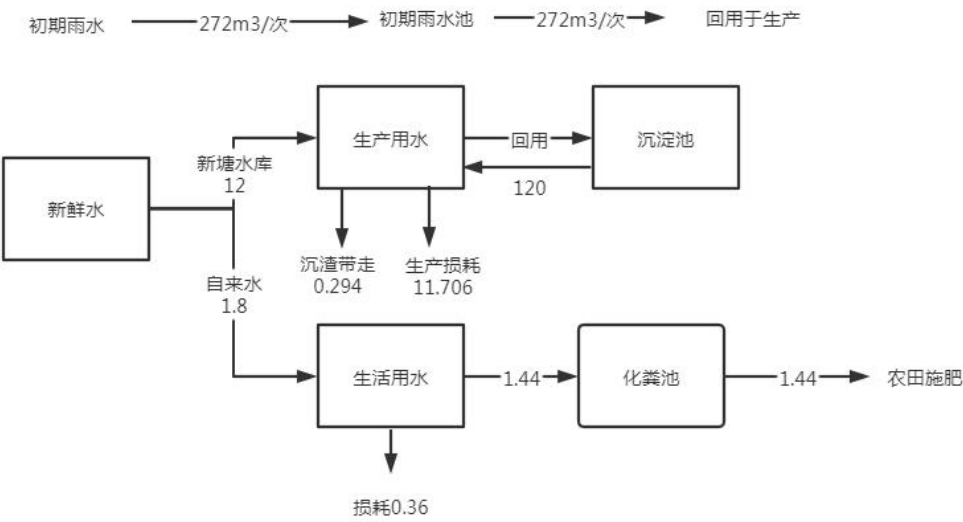 初期雨水
272m3/次
初期雨水池
272m3/次
回用于生产
生产用水
回用
沉淀池
120
新塘水库
12
新鲜水
沉渣带走
0.294
生产损耗
11.706
自来水
1.8
生活用水
1.44
化粪池
1.44
农田施肥
损耗0.36